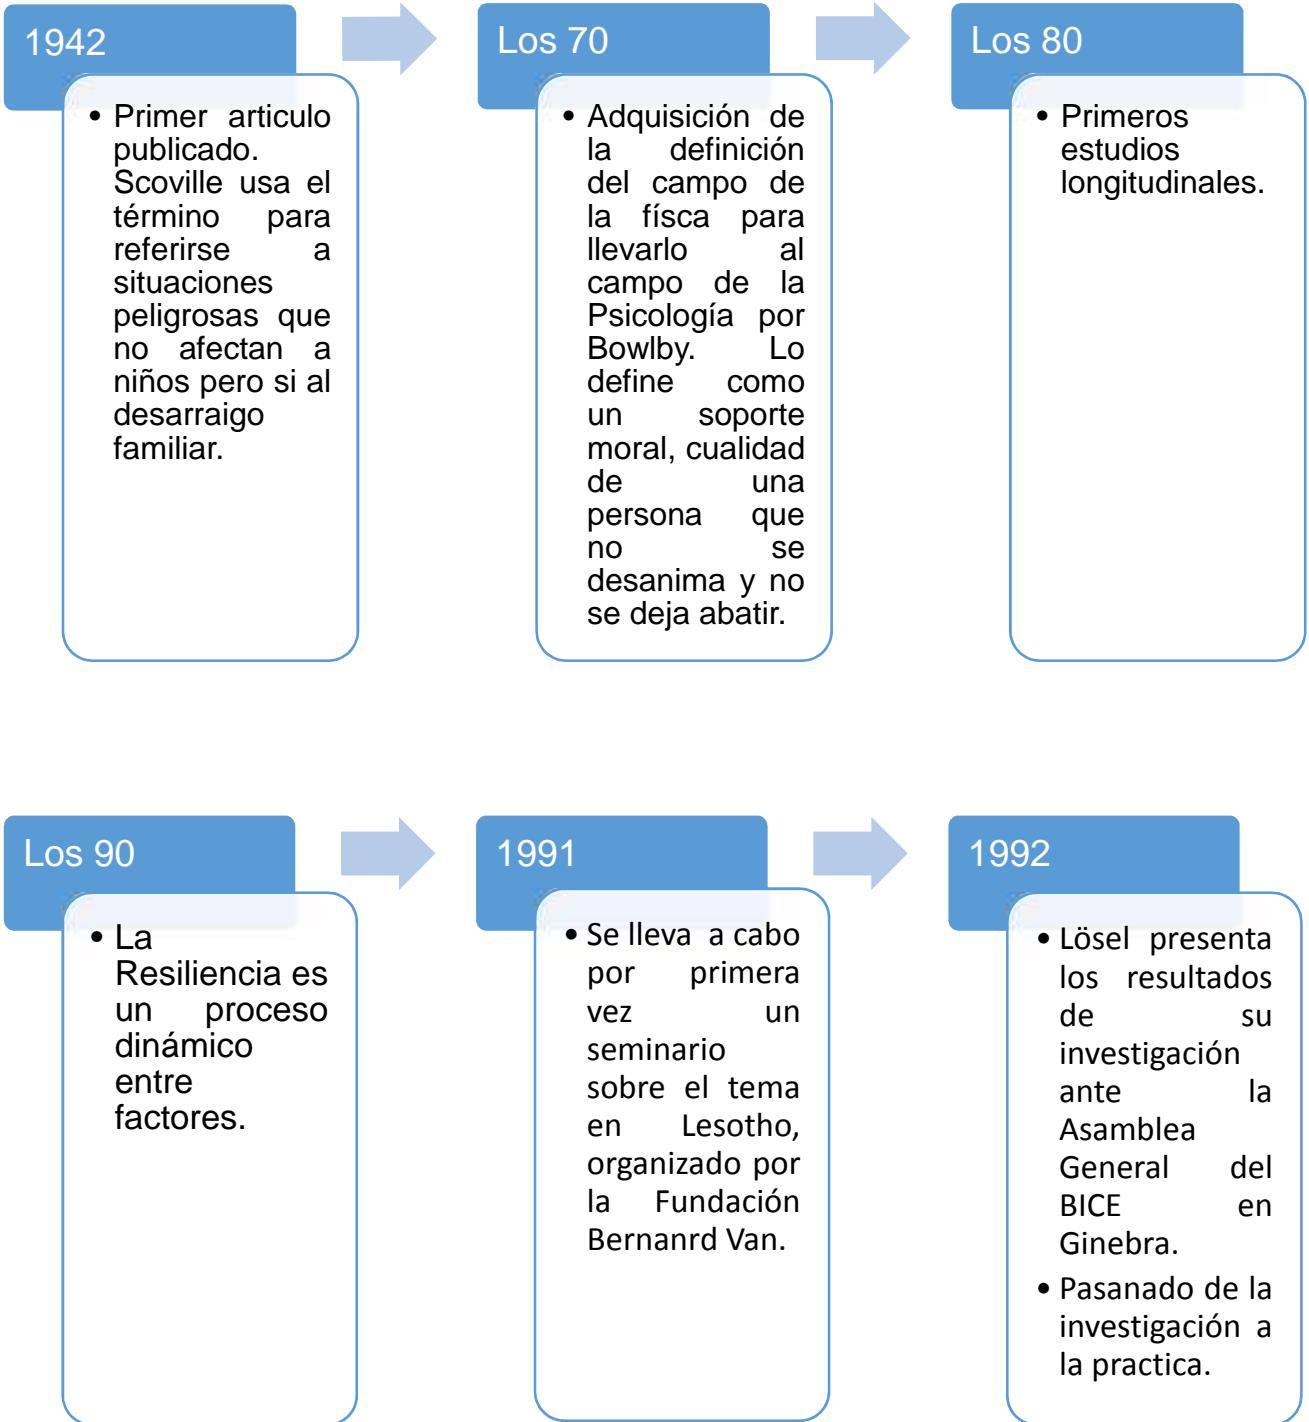 1942
• Primer articulo
publicado.
Scoville usa el
término para
referirse a
situaciones
peligrosas que
no afectan a
niños pero si al
desarraigo
familiar.
Los 70
• Adquisición de
la definición
del campo de
la físca para
llevarlo al
campo de la
Psicología por
Bowlby. Lo
define como
un soporte
moral, cualidad
de una
persona que
no se
desanima y no
se deja abatir.
Los 80
• Primeros
estudios
longitudinales.
Los 90
• La
Resiliencia es
un proceso
dinámico
entre
factores.
1991
• Se lleva a cabo
por primera
vez un
seminario
sobre el tema
en Lesotho,
organizado por
la Fundación
Bernanrd Van.
1992
• Lösel presenta
los resultados
de su
investigación
ante la
Asamblea
General del
BICE en
Ginebra.
• Pasanado de la
investigación a
la practica.